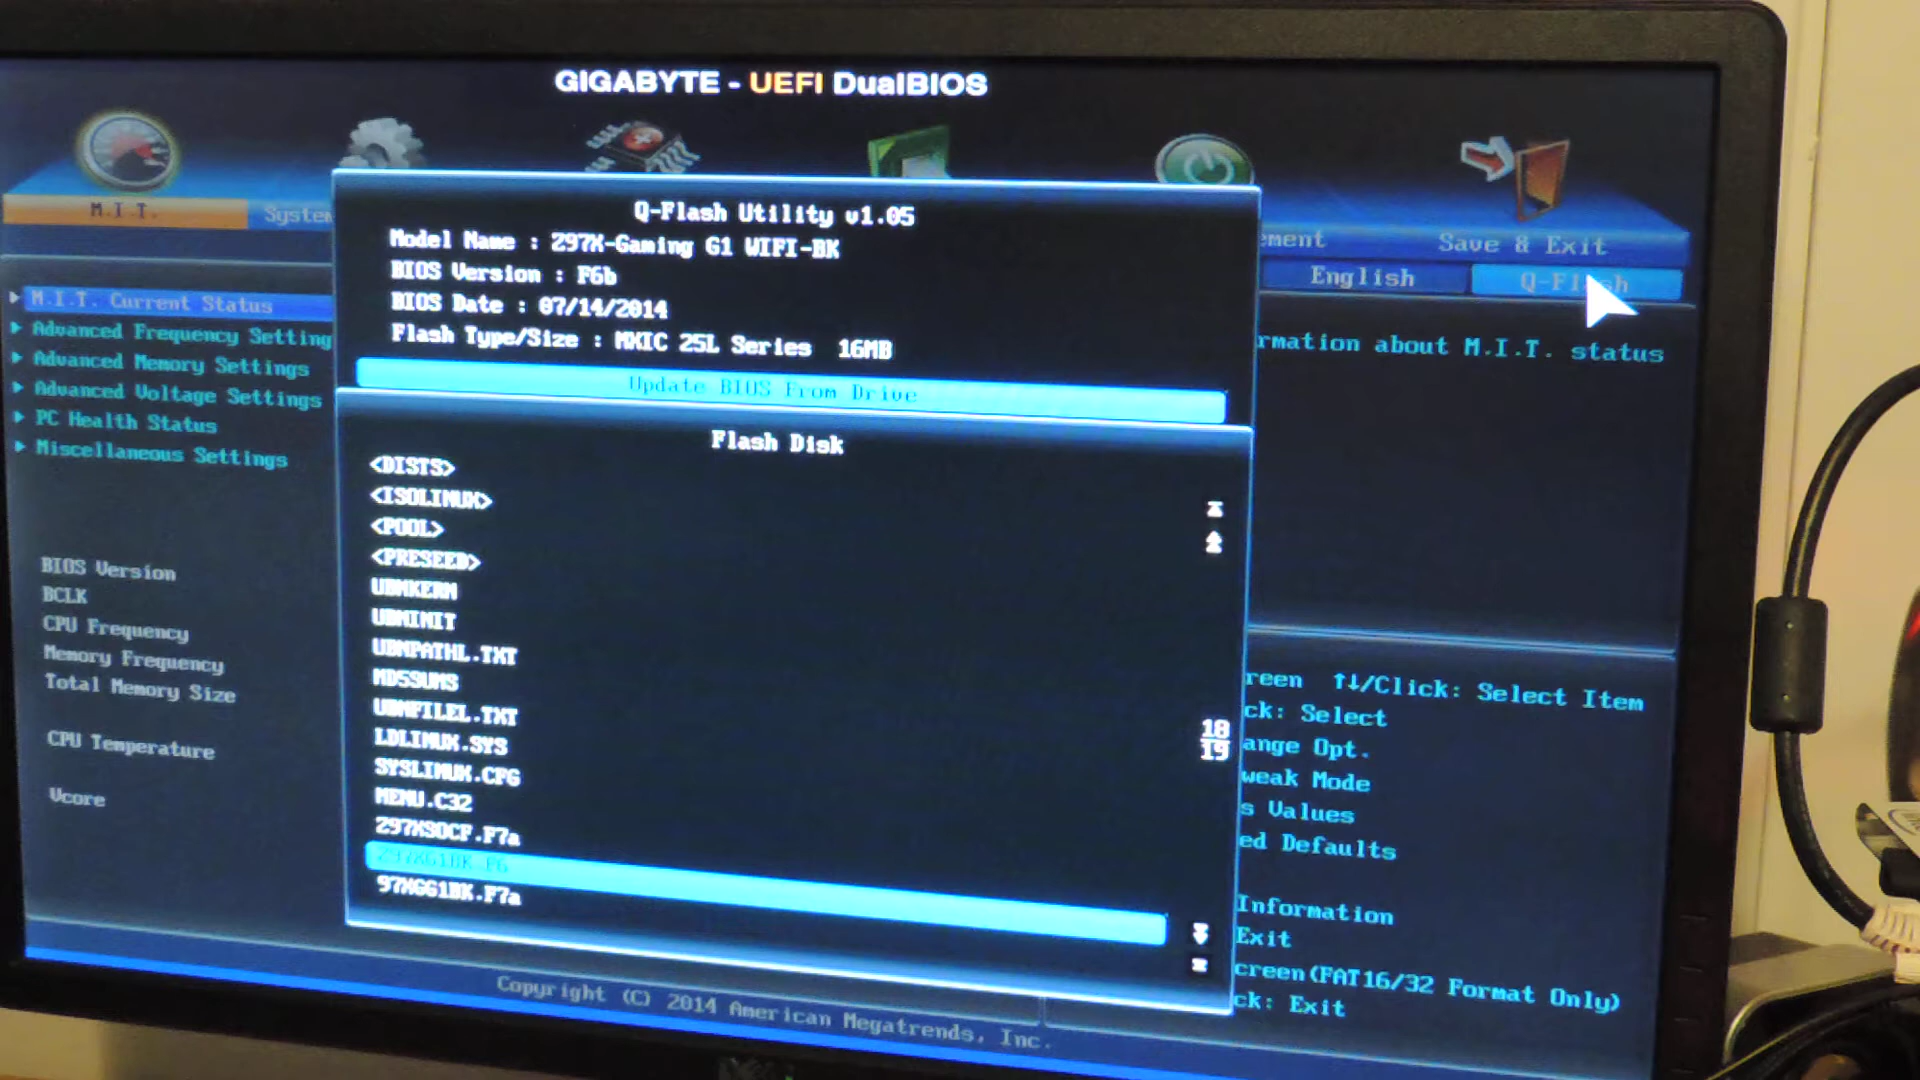 GIGABYTE - UEFI DualBIOS
M.I.T.
System
ement
Save & Exit
English
Q-Flash
Q-Flash Utility v1.05
Model Name : Z97X-Gaming G1 WIFI-BK
BIOS Version : F6b
BIOS Date : 07/14/2014
Flash Type/Size : MXIC 25L Series 16MB
Update BIOS From Drive
Flash Disk
<DISTS>
<ISOLINUX>
<POOL>
<PRESEED>
UBNKERN
UBNINIT
UBNPATHL.TXT
MD5SUMS
UBNFILEL.TXT
LDLINUX.SYS
SYSLINUX.CFG
MENU.C32
Z97XSOCF.F7a
Z97XG1BK.F6
97XGG1BK.F7a
18
19
M.I.T. Current Status
Advanced Frequency Setting
Advanced Memory Settings
Advanced Voltage Settings
PC Health Status
Miscellaneous Settings
BIOS Version
BCLK
CPU Frequency
Memory Frequency
Total Memory Size
CPU Temperature
Vcore
rmation about M.I.T. status
reen ↑↓/Click: Select Item
ck: Select
ange Opt.
weak Mode
s Values
ed Defaults
Information
Exit
creen(FAT16/32 Format Only)
ck: Exit
Copyright (C) 2014 American Megatrends, Inc.